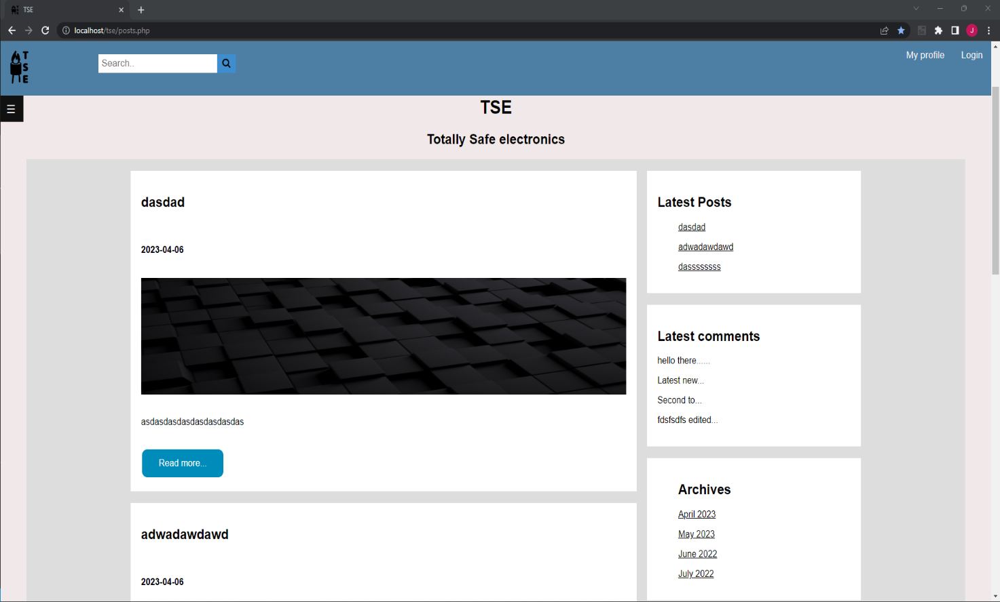 TSE
localhost/tse/posts.php
J
T
S
E
Search..
My profile
Login
TSE
Totally Safe electronics
dasdad
2023-04-06
asdasdasdasdasdasdasdas
Read more...
adwadawdawd
2023-04-06
Latest Posts
dasdad
adwadawdawd
dassssssss
Latest comments
hello there......
Latest new...
Second to...
fdsfsdfs edited...
Archives
April 2023
May 2023
June 2022
July 2022